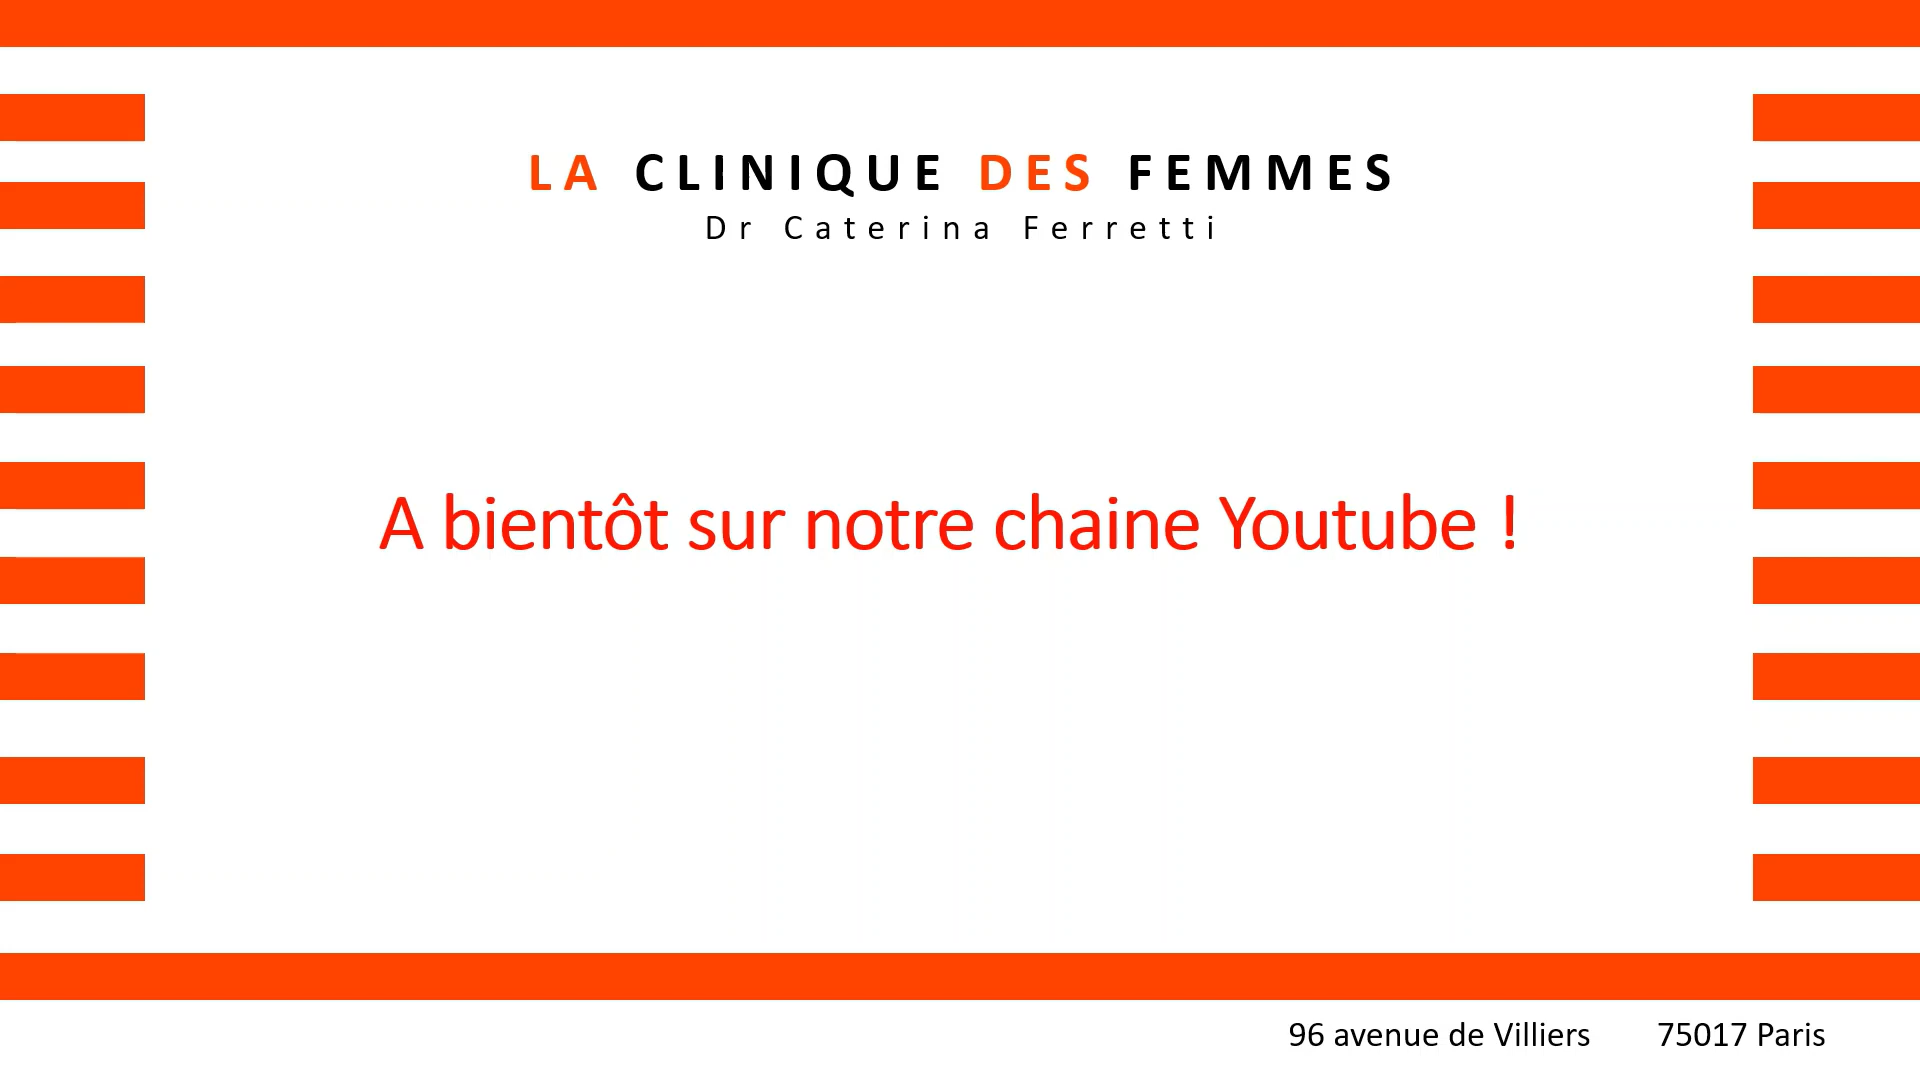 LA CLINIQUE DES FEMMES
Dr Caterina Ferretti
A bientôt sur notre chaine Youtube !
96 avenue de Villiers 75017 Paris